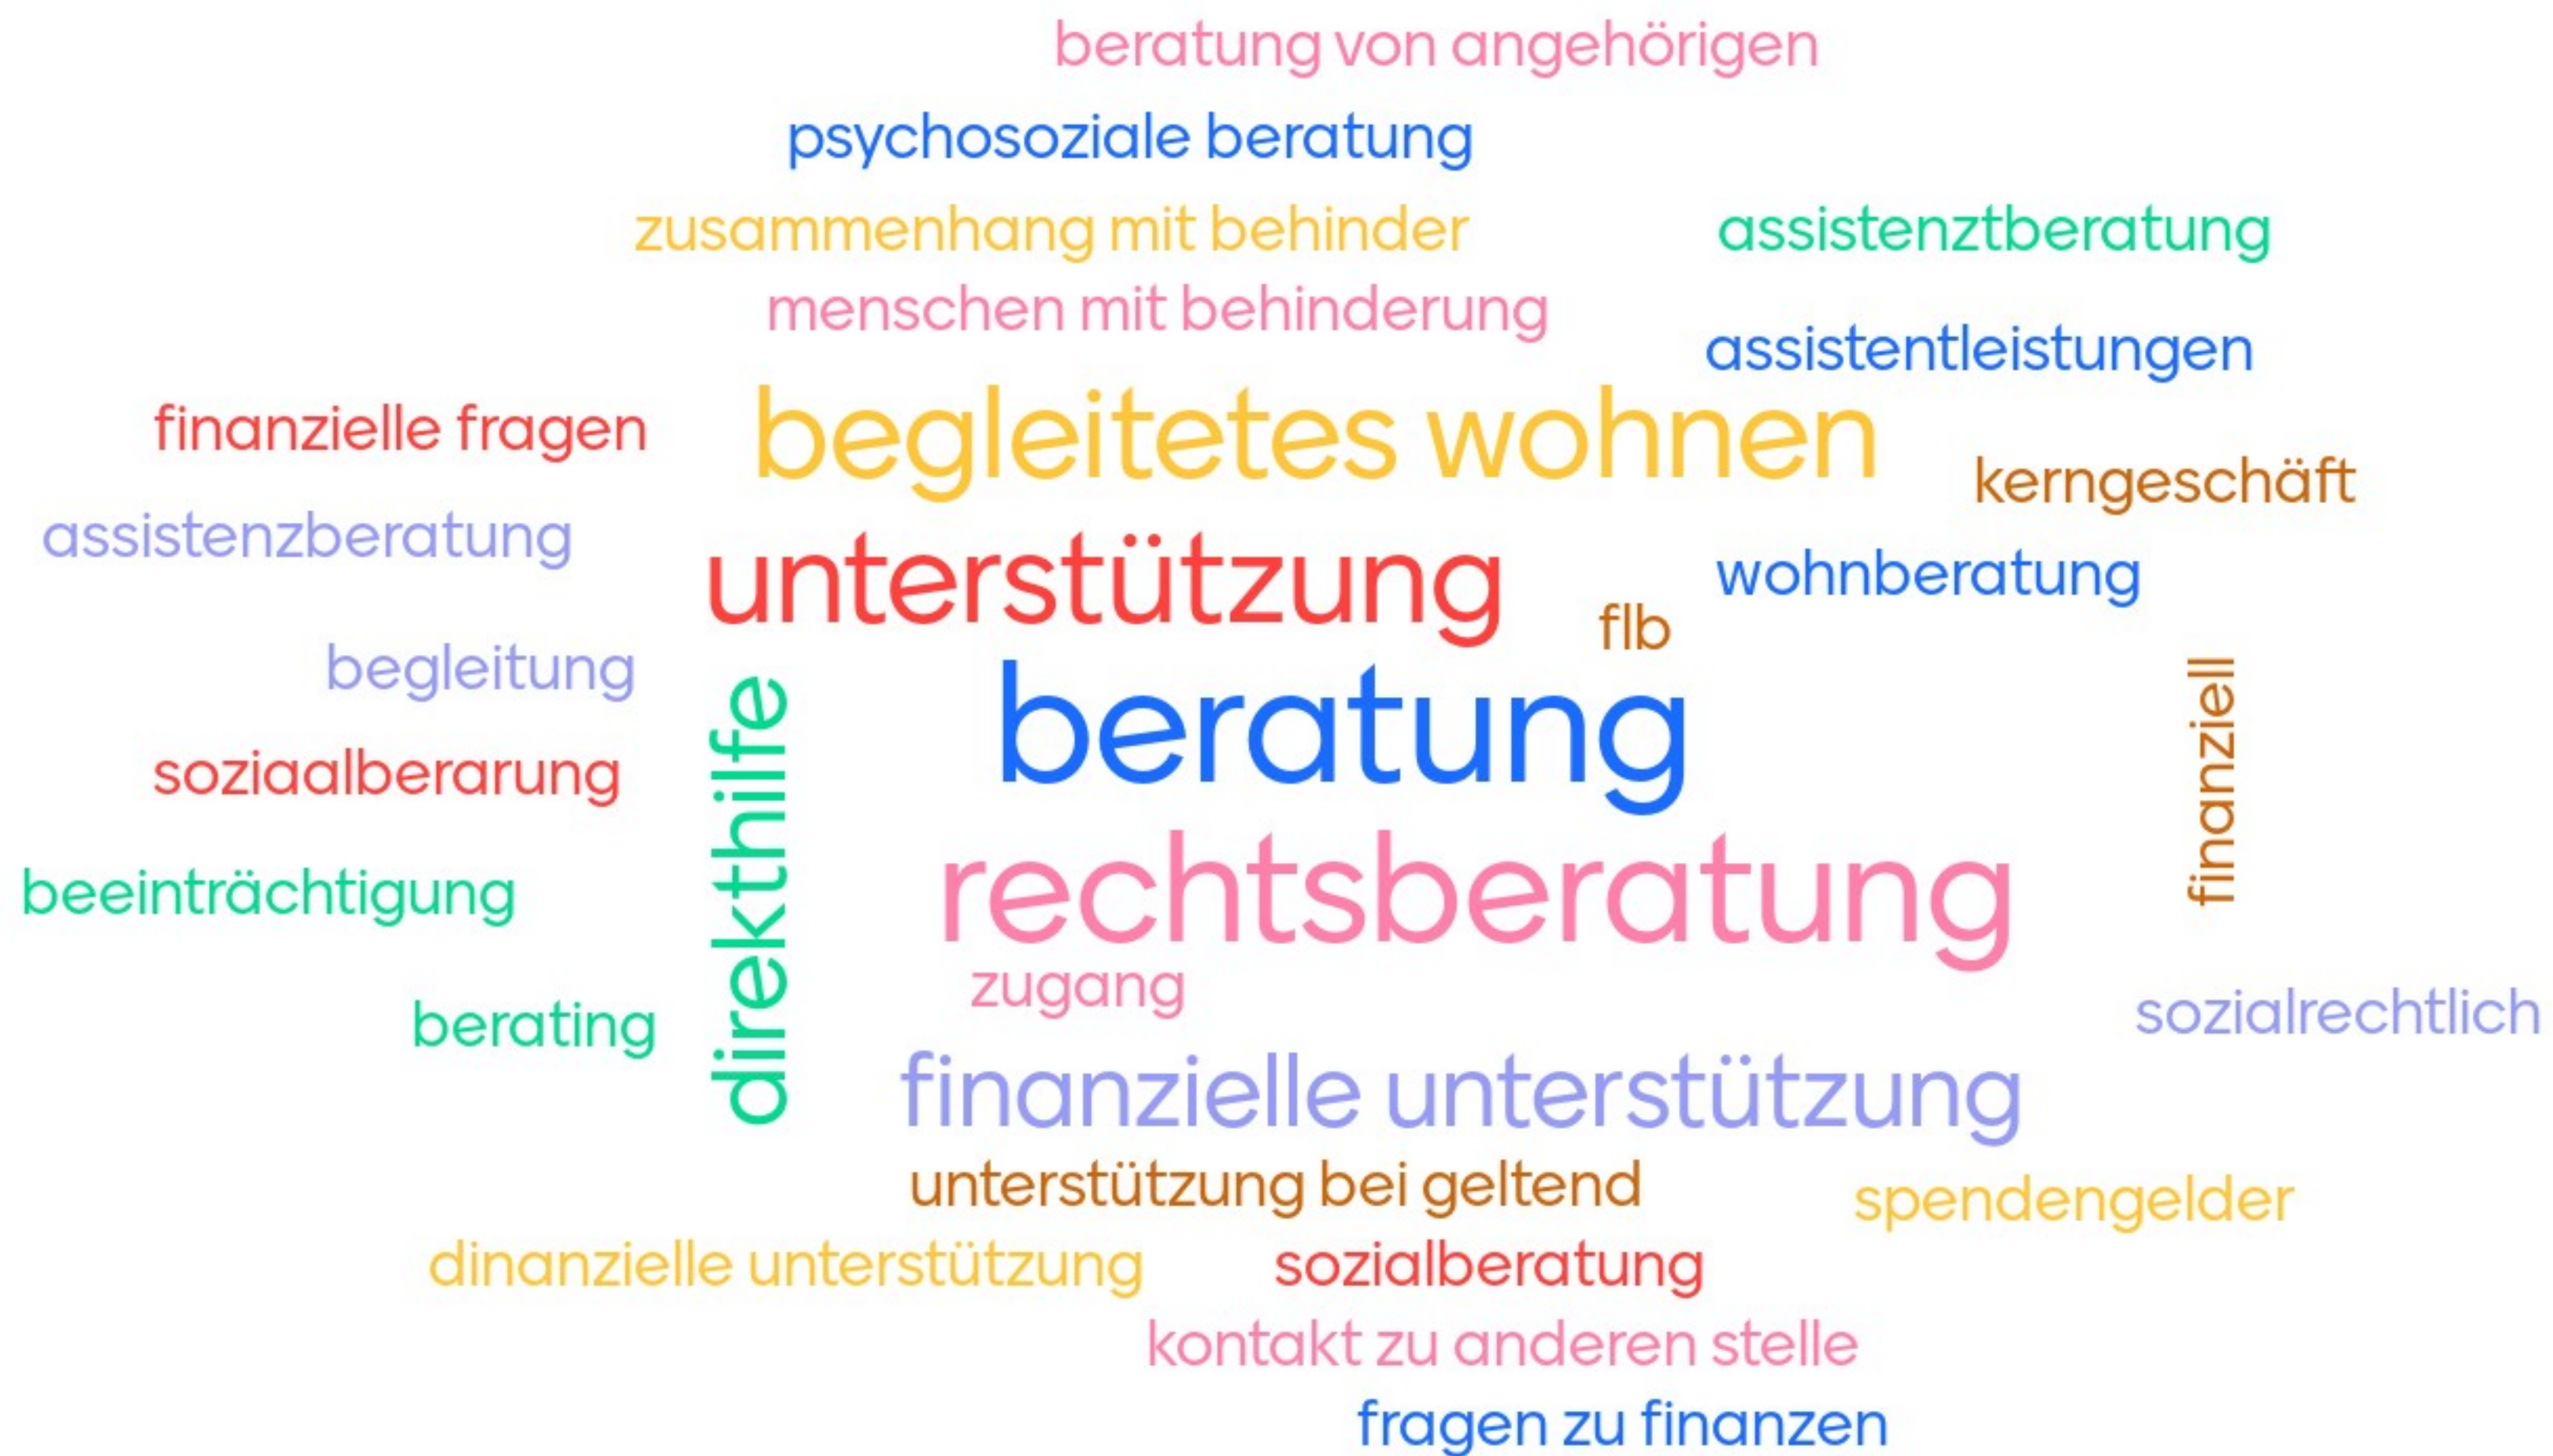 beratung von angehörigen
psychosoziale beratung
zusammenhang mit behinder
assistenztberatung
menschen mit behinderung
assistentleistungen
finanzielle fragen
begleitetes wohnen
kerngeschäft
assistenzberatung
unterstützung
wohnberatung
flb
begleitung
beratung
finanziell
soziaalberarung
direkthilfe
beeinträchtigung
rechtsberatung
zugang
sozialrechtlich
berating
finanzielle unterstützung
unterstützung bei geltend
spendengelder
dinanzielle unterstützung
sozialberatung
kontakt zu anderen stelle
fragen zu finanzen